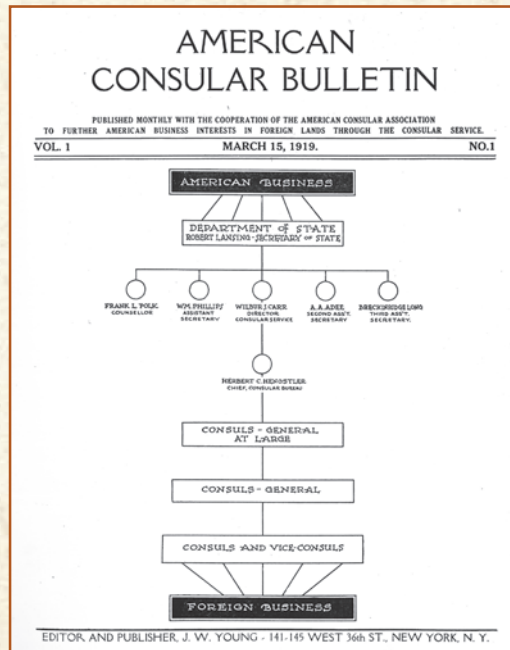 AMERICAN
CONSULAR BULLETIN
PUBLISHED MONTHLY WITH THE COOPERATION OF THE AMERICAN CONSULAR ASSOCIATION
TO FURTHER AMERICAN BUSINESS INTERESTS IN FOREIGN LANDS THROUGH THE CONSULAR SERVICE.
VOL. 1 MARCH 15, 1919. NO.1
AMERICAN BUSINESS
DEPARTMENT of STATE
ROBERT LANSING - SECRETARY OF STATE
FRANK L. POLK
COUNSELLOR
WM. PHILLIPS
ASSISTANT
SECRETARY
WILBUR J. CARR
DIRECTOR
CONSULAR SERVICE
A. A. ADEE
SECOND ASS'T.
SECRETARY
BRECKINRIDGE LONG
THIRD ASS'T.
SECRETARY.
HERBERT C. HENGSTLER
CHIEF, CONSULAR BUREAU
CONSULS - GENERAL
AT LARGE
CONSULS - GENERAL
CONSULS AND VICE-CONSULS
FOREIGN BUSINESS
EDITOR AND PUBLISHER, J. W. YOUNG - 141-145 WEST 36th ST., NEW YORK, N. Y.